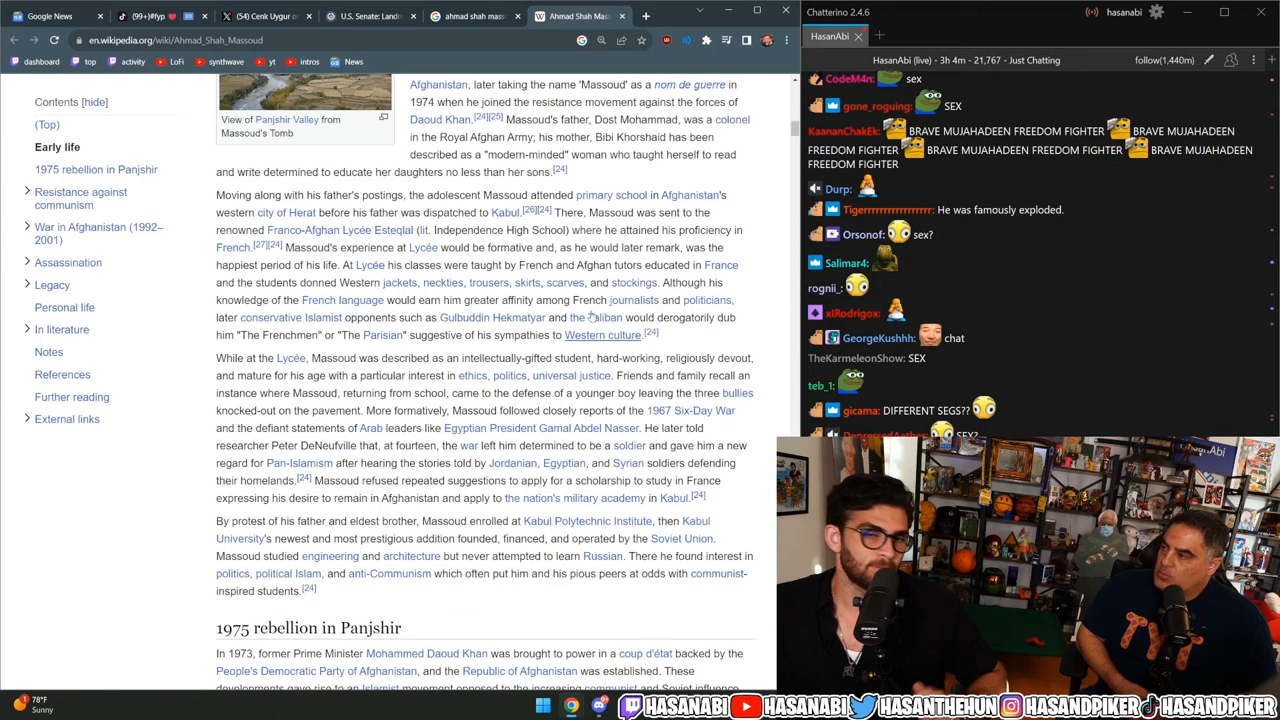 Google News
(99+)#fyp
(54) Cenk Uygur o
U.S. Senate: Landin
ahmad shah masso
Ahmad Shah Mass
en.wikipedia.org/wiki/Ahmad_Shah_Massoud
dashboard
top
activity
LoFi
synthwave
yt
intros
News
Contents [hide]
(Top)
Early life
1975 rebellion in Panjshir
Resistance against
communism
War in Afghanistan (1992–
2001)
Assassination
Legacy
Personal life
In literature
Notes
References
Further reading
External links
View of Panjshir Valley from
Massoud's Tomb
Afghanistan, later taking the name 'Massoud' as a nom de guerre in
1974 when he joined the resistance movement against the forces of
Daoud Khan.[24][25] Massoud's father, Dost Mohammad, was a colonel
in the Royal Afghan Army; his mother, Bibi Khorshaid has been
described as a "modern-minded" woman who taught herself to read
and write determined to educate her daughters no less than her sons.[24]
Moving along with his father's postings, the adolescent Massoud attended primary school in Afghanistan's
western city of Herat before his father was dispatched to Kabul.[26][24] There, Massoud was sent to the
renowned Franco-Afghan Lycée Esteqlal (lit. Independence High School) where he attained his proficiency in
French.[27][24] Massoud's experience at Lycée would be formative and, as he would later remark, was the
happiest period of his life. At Lycée his classes were taught by French and Afghan tutors educated in France
and the students donned Western jackets, neckties, trousers, skirts, scarves, and stockings. Although his
knowledge of the French language would earn him greater affinity among French journalists and politicians,
later conservative Islamist opponents such as Gulbuddin Hekmatyar and the Taliban would derogatorily dub
him "The Frenchmen" or "The Parisian" suggestive of his sympathies to Western culture.[24]
While at the Lycée, Massoud was described as an intellectually-gifted student, hard-working, religiously devout,
and mature for his age with a particular interest in ethics, politics, universal justice. Friends and family recall an
instance where Massoud, returning from school, came to the defense of a younger boy leaving the three bullies
knocked-out on the pavement. More formatively, Massoud followed closely reports of the 1967 Six-Day War
and the defiant statements of Arab leaders like Egyptian President Gamal Abdel Nasser. He later told
researcher Peter DeNeufville that, at fourteen, the war left him determined to be a soldier and gave him a new
regard for Pan-Islamism after hearing the stories told by Jordanian, Egyptian, and Syrian soldiers defending
their homelands.[24] Massoud refused repeated suggestions to apply for a scholarship to study in France
expressing his desire to remain in Afghanistan and apply to the nation's military academy in Kabul.[24]
By protest of his father and eldest brother, Massoud enrolled at Kabul Polytechnic Institute, then Kabul
University's newest and most prestigious addition founded, financed, and operated by the Soviet Union.
Massoud studied engineering and architecture but never attempted to learn Russian. There he found interest in
politics, political Islam, and anti-Communism which often put him and his pious peers at odds with communist-
inspired students.[24]
1975 rebellion in Panjshir
In 1973, former Prime Minister Mohammed Daoud Khan was brought to power in a coup d'état backed by the
People's Democratic Party of Afghanistan, and the Republic of Afghanistan was established. These
developments gave rise to an Islamist movement opposed to the increasing communist and Soviet influence
Chatterino 2.4.6
hasanabi
HasanAbi
HasanAbi (live) - 3h 4m - 21,767 - Just Chatting
follow(1,440m)
CodeM4n: sex
gone_roguing: SEX
KaananChakEk: BRAVE MUJAHADEEN FREEDOM FIGHTER BRAVE MUJAHADEEN
FREEDOM FIGHTER BRAVE MUJAHADEEN FREEDOM FIGHTER BRAVE MUJAHADEEN
FREEDOM FIGHTER
Durp:
Tigerrrrrrrrrrrrrrrr: He was famously exploded.
Orsonof: sex?
Salimar4:
rognii_:
xIRodrigox:
GeorgeKushhh: chat
TheKarmeleonShow: SEX
teb_1:
gicama: DIFFERENT SEGS??
SEX?
78°F
Sunny
HASANABI
HASANABI
HASANTHEHUN
HASANDPIKER
HASANDPIKER